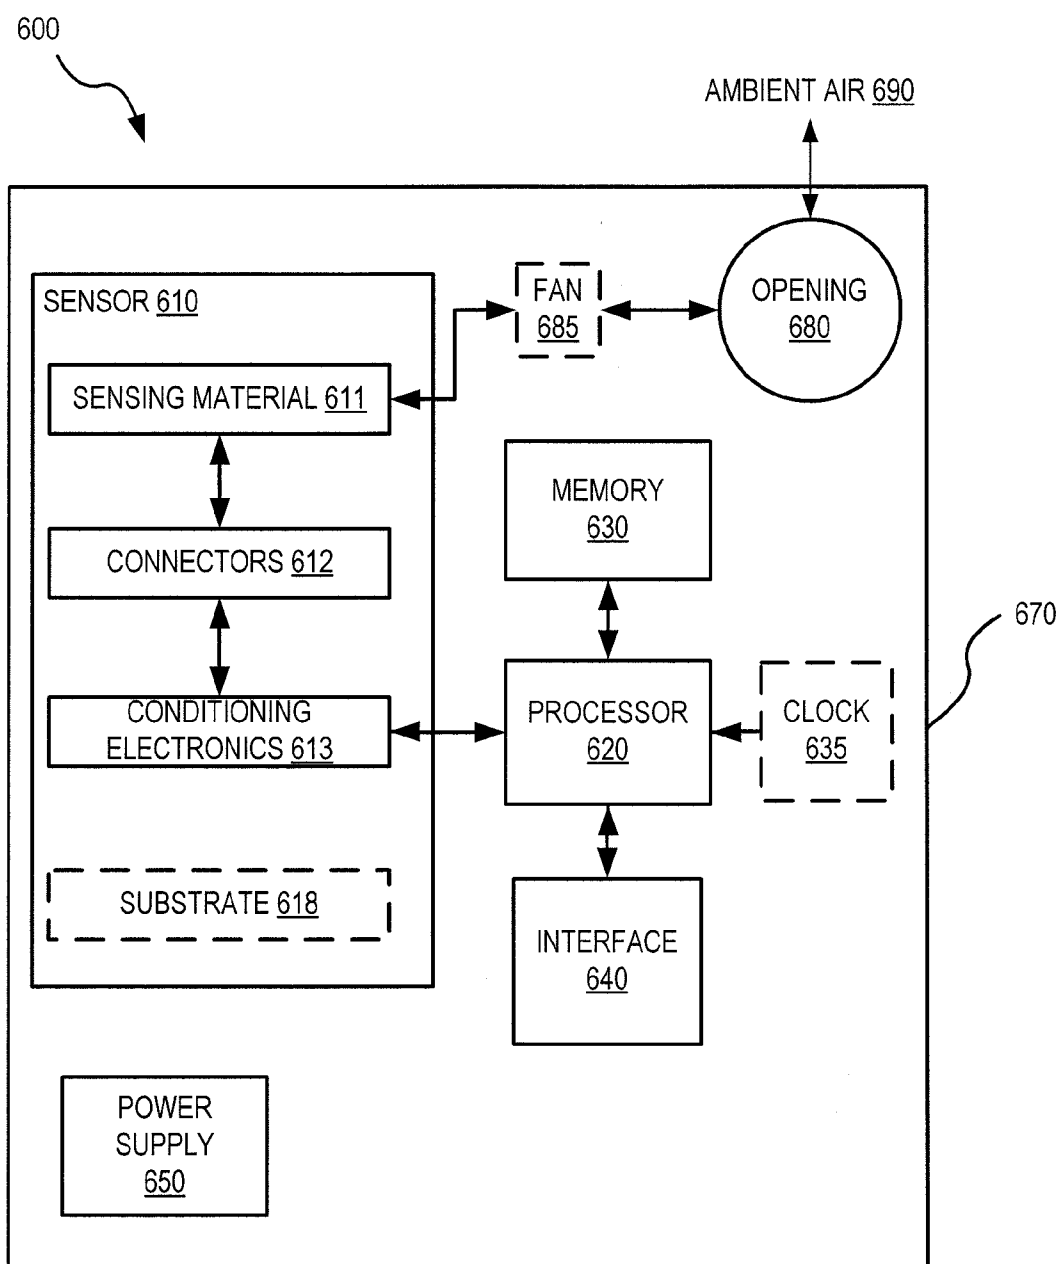 600
AMBIENT AIR 690
SENSOR 610
FAN
685
OPENING
680
SENSING MATERIAL 611
MEMORY
630
CONNECTORS 612
670
CONDITIONING
ELECTRONICS 613
PROCESSOR
620
CLOCK
635
SUBSTRATE 618
INTERFACE
640
POWER
SUPPLY
650